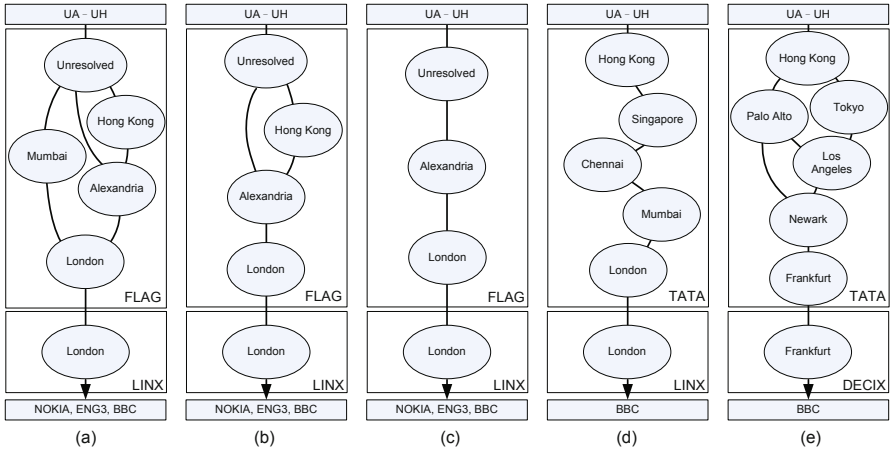 UA – UH
Unresolved
Hong Kong
Mumbai
Alexandria
London
FLAG
London
LINX
NOKIA, ENG3, BBC
(a)
UA – UH
Unresolved
Hong Kong
Alexandria
London
FLAG
London
LINX
NOKIA, ENG3, BBC
(b)
UA – UH
Unresolved
Alexandria
London
FLAG
London
LINX
NOKIA, ENG3, BBC
(c)
UA – UH
Hong Kong
Singapore
Chennai
Mumbai
London
TATA
London
LINX
BBC
(d)
UA – UH
Hong Kong
Tokyo
Palo Alto
Los
Angeles
Newark
Frankfurt
TATA
Frankfurt
DECIX
BBC
(e)